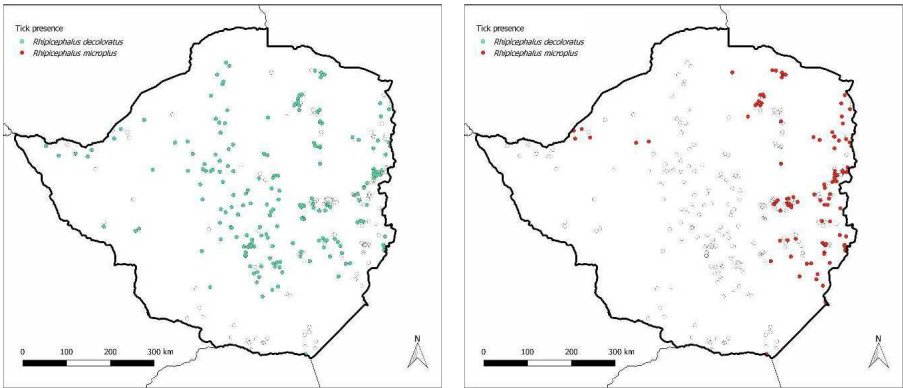 Tick presence
Rhipicephalus decoloratus
Rhipicephalus microplus
0 100 200 300 km
N
Tick presence
Rhipicephalus decoloratus
Rhipicephalus microplus
0 100 200 300 km
N